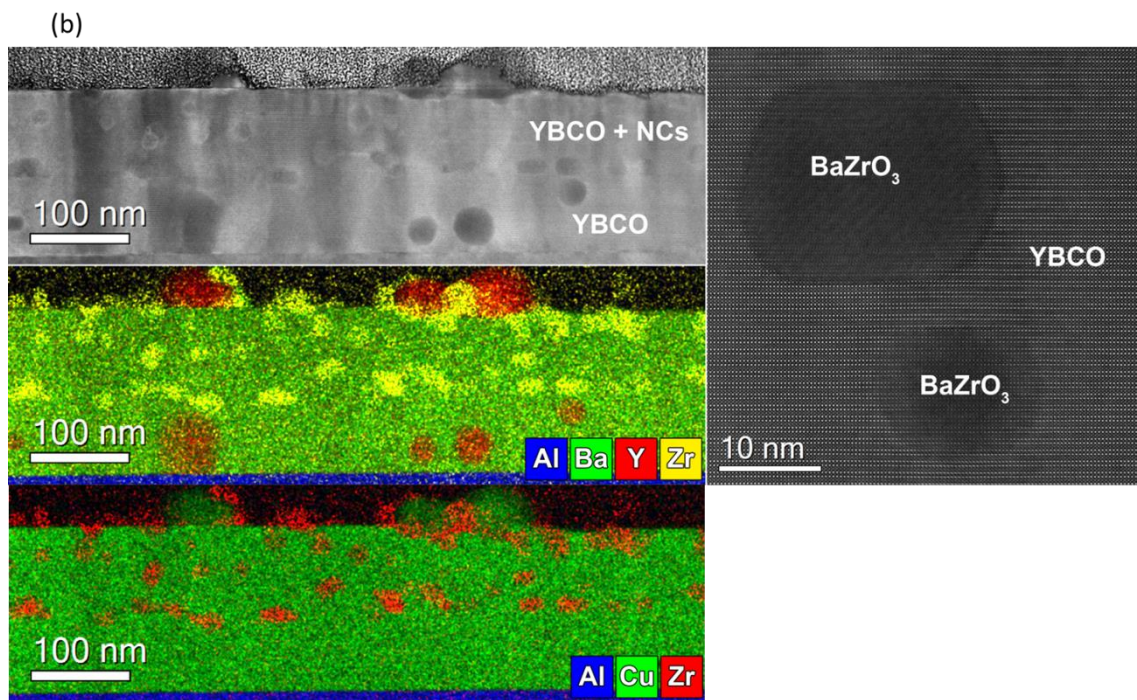 (b)
YBCO + NCs
YBCO
100 nm
Al Ba Y Zr
100 nm
Al Cu Zr
100 nm
BaZrO₃
YBCO
BaZrO₃
10 nm